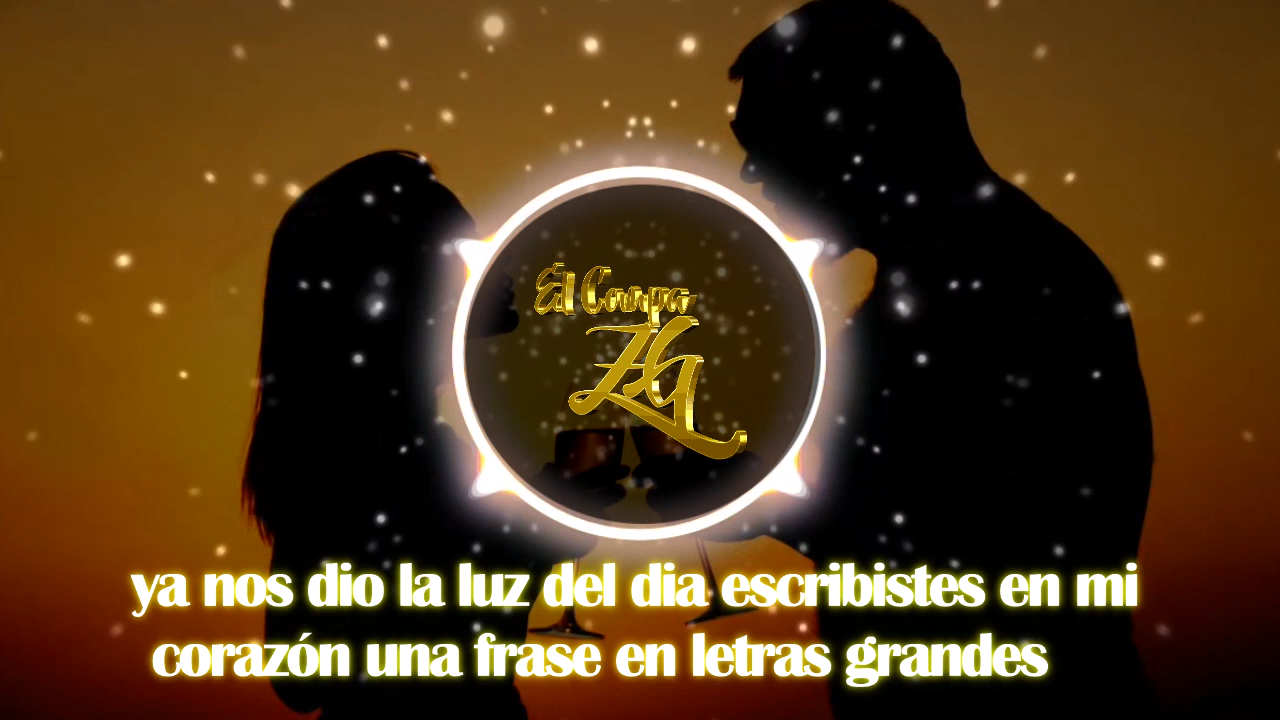 El Compa
ZG
ya nos dio la luz del dia escribistes en mi
corazón una frase en letras grandes